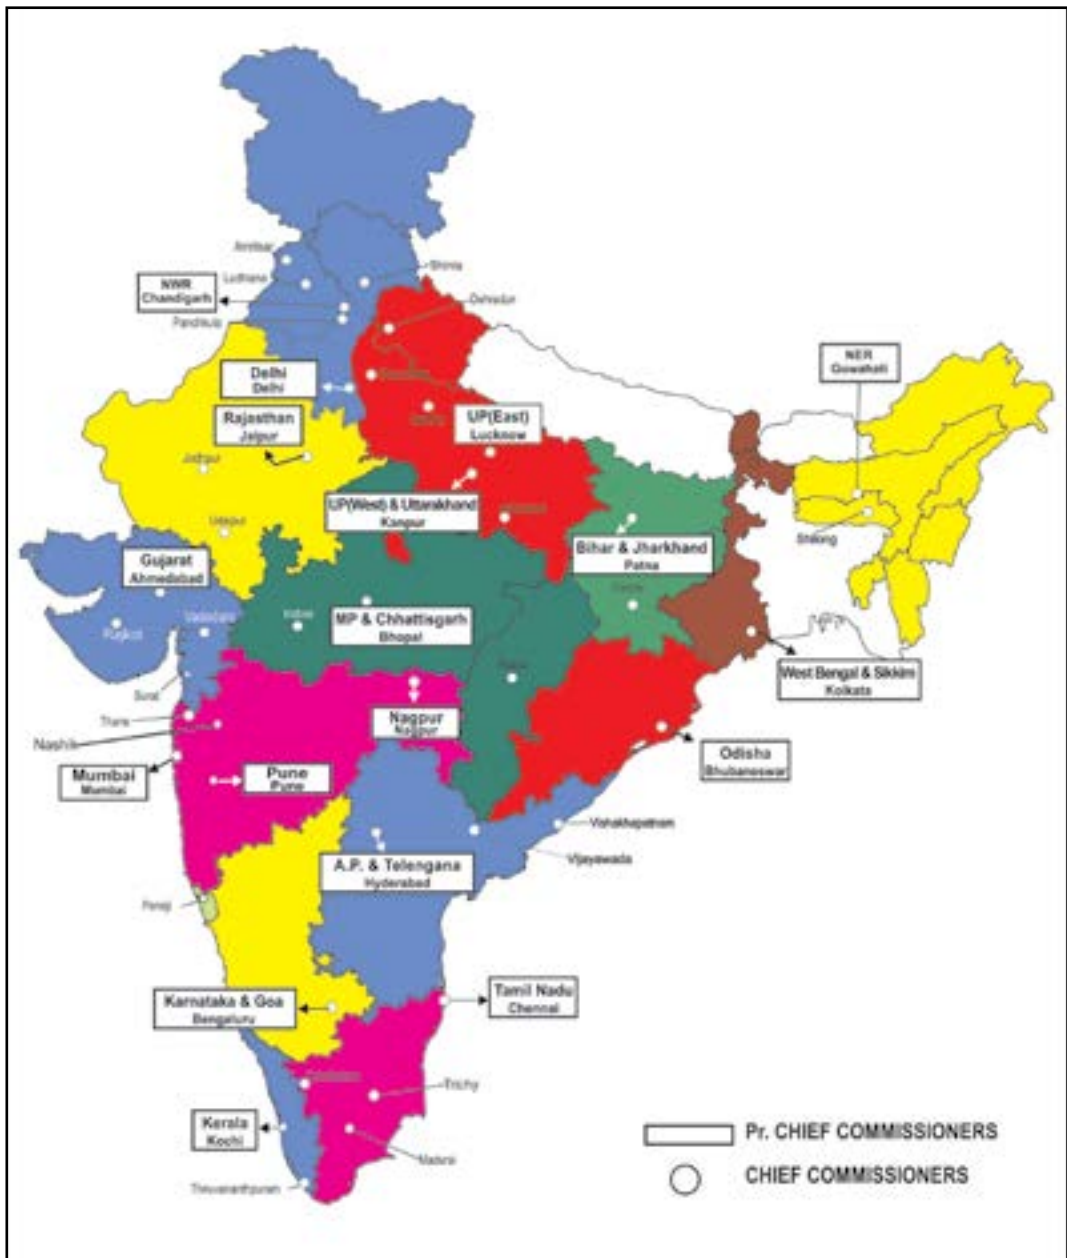 Amritsar
Ludhiana
Shimla
NWR
Chandigarh
Panchkula
Dehradun
Delhi
Delhi
NER
Guwahati
Rajasthan
Jaipur
UP(East)
Lucknow
Jodhpur
UP(West) & Uttarakhand
Kanpur
Udaipur
Shillong
Bihar & Jharkhand
Patna
Gujarat
Ahmedabad
Vadodara
Rajkot
Indore
MP & Chhattisgarh
Bhopal
West Bengal & Sikkim
Kolkata
Surat
Thane
Nashik
Nagpur
Nagpur
Odisha
Bhubaneswar
Mumbai
Mumbai
Pune
Pune
Vishakhapatnam
Vijayawada
A.P. & Telengana
Hyderabad
Panaji
Karnataka & Goa
Bengaluru
Tamil Nadu
Chennai
Trichy
Kerala
Kochi
Madurai
Thiruvananthpuram
Pr. CHIEF COMMISSIONERS
CHIEF COMMISSIONERS